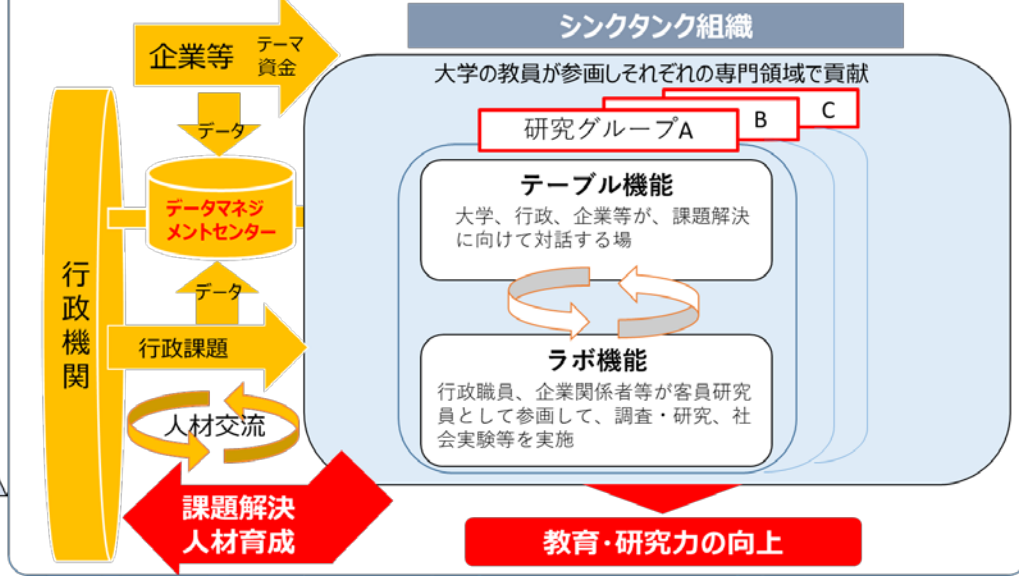 シンクタンク組織
企業等
テーマ
資金
大学の教員が参画しそれぞれの専門領域で貢献
C
B
研究グループA
データ
テーブル機能
大学、行政、企業等が、課題解決
に向けて対話する場
データマネジ
メントセンター
行政機関
データ
行政課題
ラボ機能
行政職員、企業関係者等が客員研究
員として参画して、調査・研究、社
会実験等を実施
人材交流
課題解決
人材育成
教育・研究力の向上